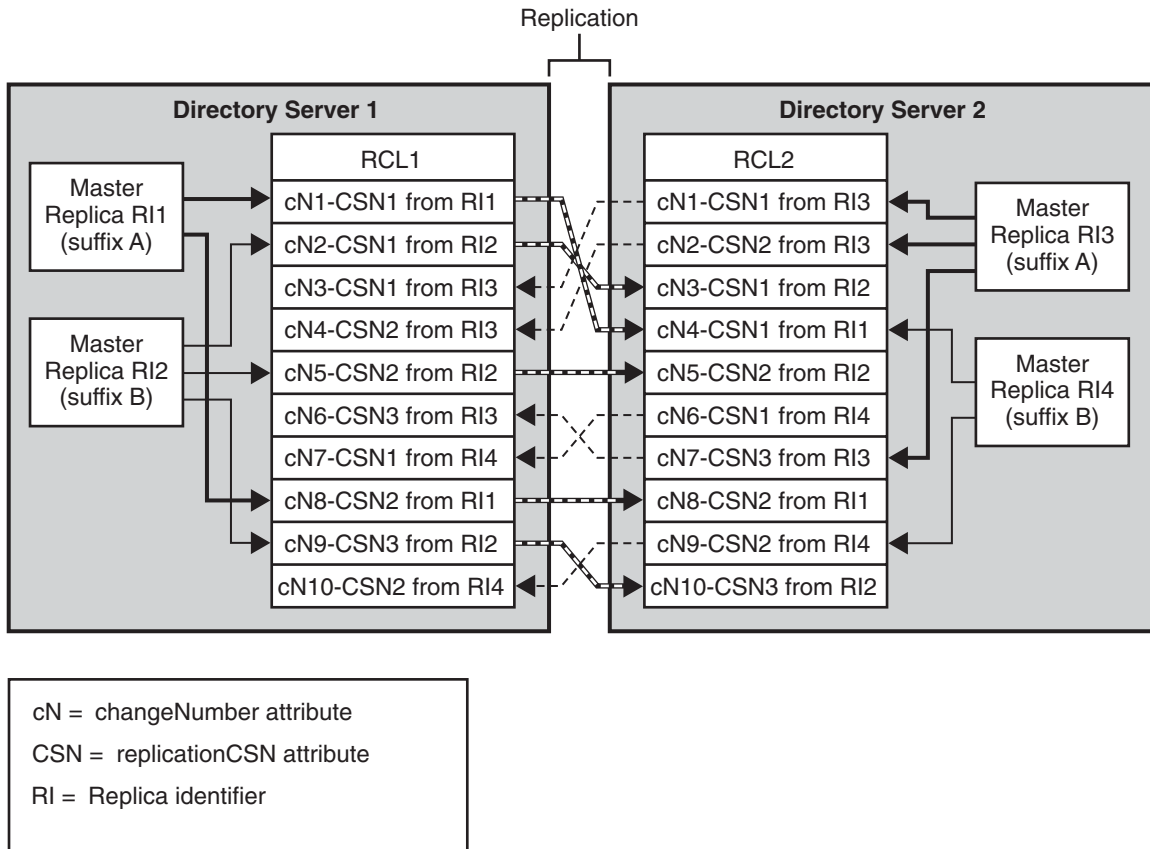 Replication
Directory Server 1
Master
Replica RI1
(suffix A)
Master
Replica RI2
(suffix B)
RCL1
cN1-CSN1 from RI1
cN2-CSN1 from RI2
cN3-CSN1 from RI3
cN4-CSN2 from RI3
cN5-CSN2 from RI2
cN6-CSN3 from RI3
cN7-CSN1 from RI4
cN8-CSN2 from RI1
cN9-CSN3 from RI2
cN10-CSN2 from RI4
Directory Server 2
RCL2
cN1-CSN1 from RI3
cN2-CSN2 from RI3
cN3-CSN1 from RI2
cN4-CSN1 from RI1
cN5-CSN2 from RI2
cN6-CSN1 from RI4
cN7-CSN3 from RI3
cN8-CSN2 from RI1
cN9-CSN2 from RI4
cN10-CSN3 from RI2
Master
Replica RI3
(suffix A)
Master
Replica RI4
(suffix B)
cN = changeNumber attribute
CSN = replicationCSN attribute
RI = Replica identifier